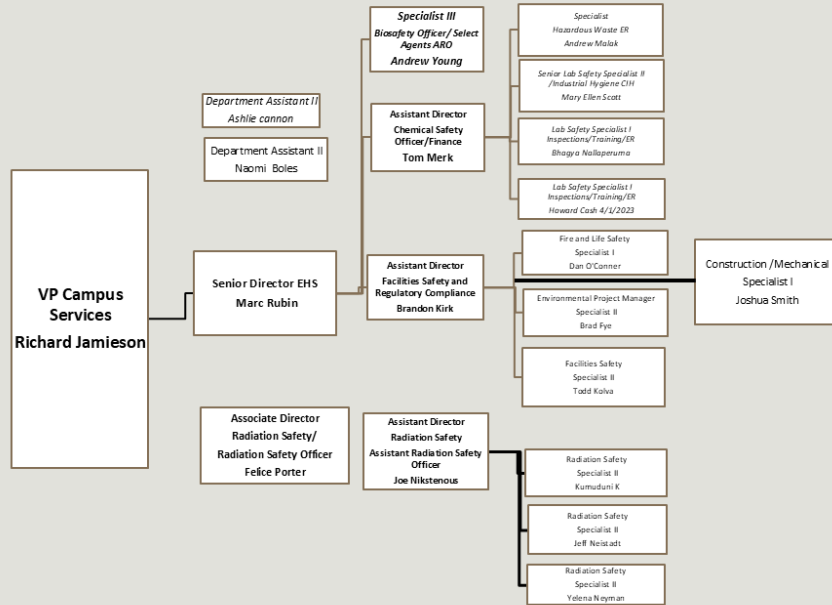 VP Campus
Services
Richard Jamieson
Department Assistant II
Ashlie cannon
Department Assistant II
Naomi Boles
Senior Director EHS
Marc Rubin
Associate Director
Radiation Safety/
Radiation Safety Officer
Felice Porter
Specialist III
Biosafety Officer/ Select
Agents ARO
Andrew Young
Assistant Director
Chemical Safety
Officer/Finance
Tom Merk
Assistant Director
Facilities Safety and
Regulatory Compliance
Brandon Kirk
Assistant Director
Radiation Safety
Assistant Radiation Safety
Officer
Joe Nikstenous
Specialist
Hazardous Waste ER
Andrew Malak
Senior Lab Safety Specialist II
/Industrial Hygiene CIH
Mary Ellen Scott
Lab Safety Specialist I
Inspections/Training/ER
Bhagya Nallaperuma
Lab Safety Specialist I
Inspections/Training/ER
Howard Cash 4/1/2023
Fire and Life Safety
Specialist I
Dan O'Conner
Environmental Project Manager
Specialist II
Brad Fye
Facilities Safety
Specialist II
Todd Kolva
Radiation Safety
Specialist II
Kumuduni K
Radiation Safety
Specialist II
Jeff Neistadt
Radiation Safety
Specialist II
Yelena Neyman
Construction /Mechanical
Specialist I
Joshua Smith